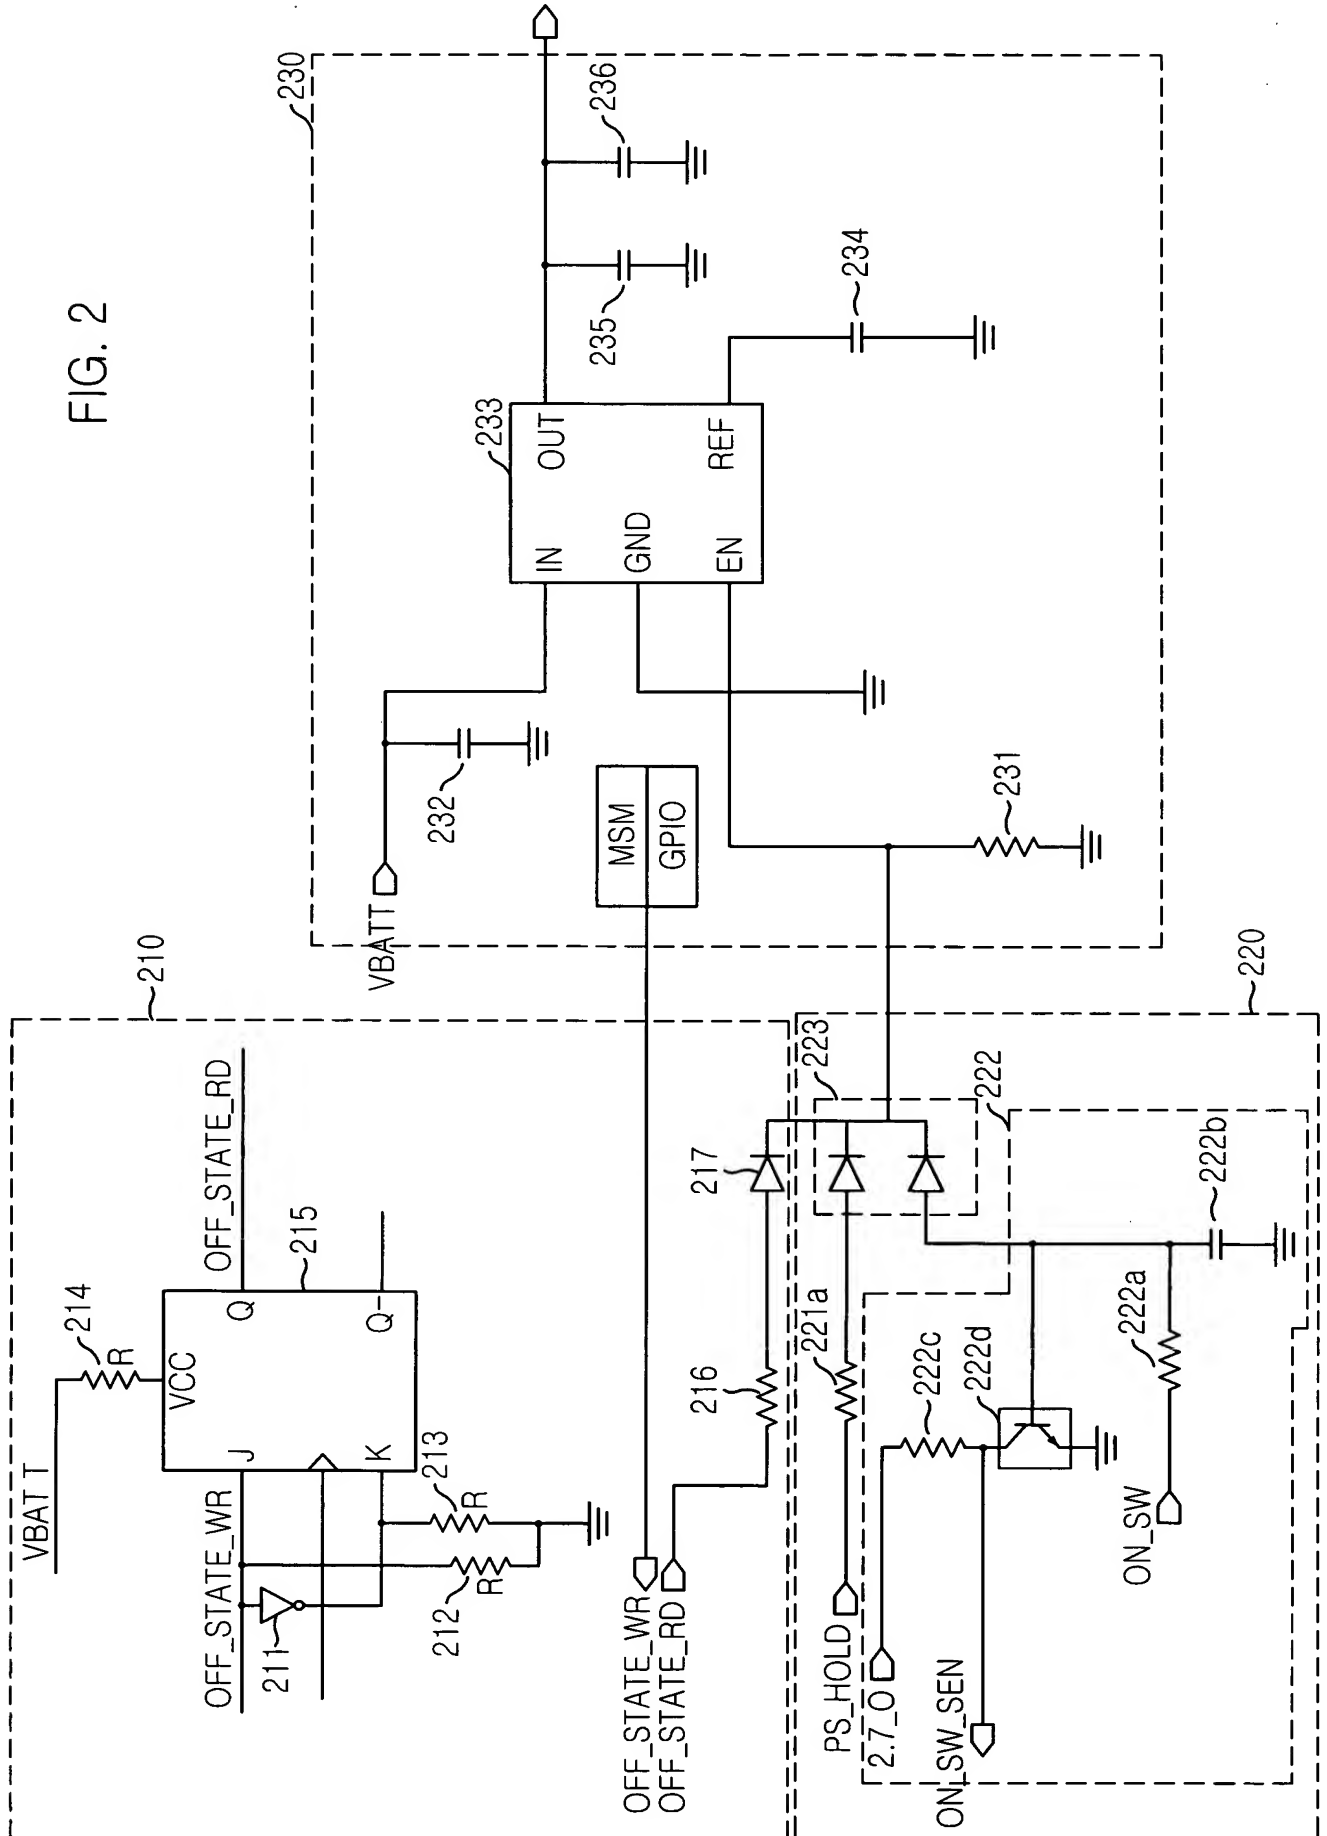 FIG. 2
VBATT
214
R
VCC
J
Q
K
Q-
215
OFF_STATE_RD
OFF_STATE_WR
211
212
R
213
R
210
OFF_STATE_WR
OFF_STATE_RD
216
217
PS_HOLD
221a
223
222
220
2.7_O
222c
222d
ON_SW_SEN
ON_SW
222a
222b
230
VBATT
232
MSM
GPIO
233
IN
OUT
GND
EN
REF
231
234
235
236